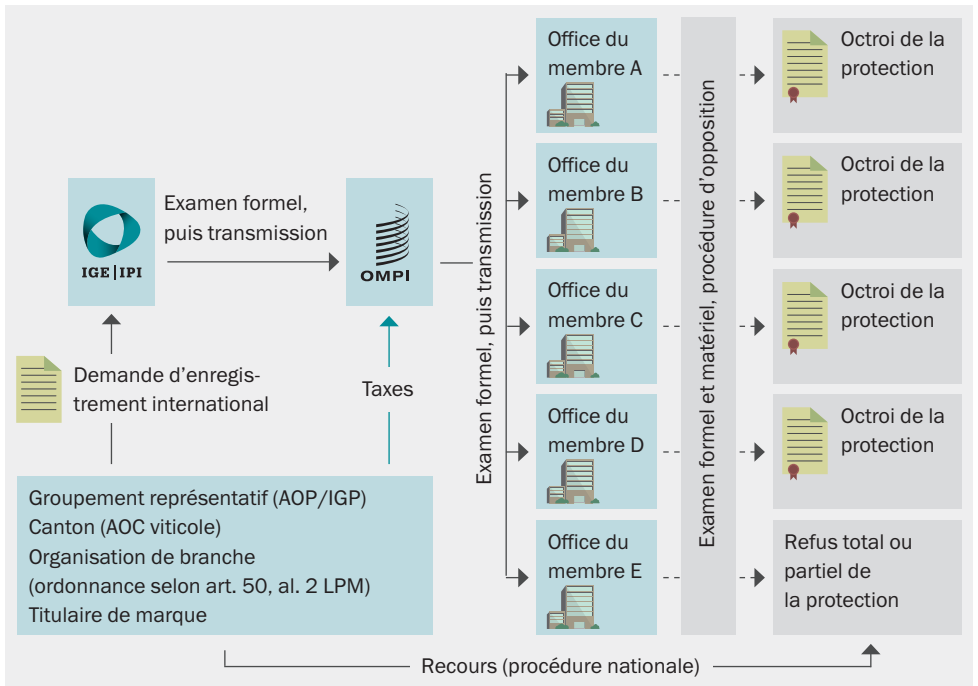 IGE|IPI
Examen formel,
puis transmission
OMPI
Demande d'enregis-
trement international
Taxes
Groupement représentatif (AOP/IGP)
Canton (AOC viticole)
Organisation de branche
(ordonnance selon art. 50, al. 2 LPM)
Titulaire de marque
Examen formel, puis transmission
Office du
membre A
Office du
membre B
Office du
membre C
Office du
membre D
Office du
membre E
Examen formel et matériel, procédure d'opposition
Octroi de la
protection
Octroi de la
protection
Octroi de la
protection
Octroi de la
protection
Refus total ou
partiel de
la protection
Recours (procédure nationale)